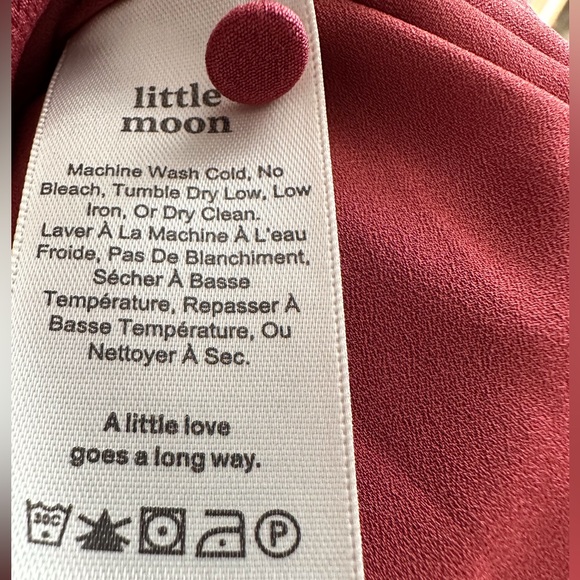 little
moon
Machine Wash Cold, No
Bleach, Tumble Dry Low, Low
Iron, Or Dry Clean.
Laver À La Machine À L'eau
Froide, Pas De Blanchiment,
Sécher À Basse
Température, Repasser À
Basse Température, Ou
Nettoyer À Sec.
A little love
goes a long way.
30C P